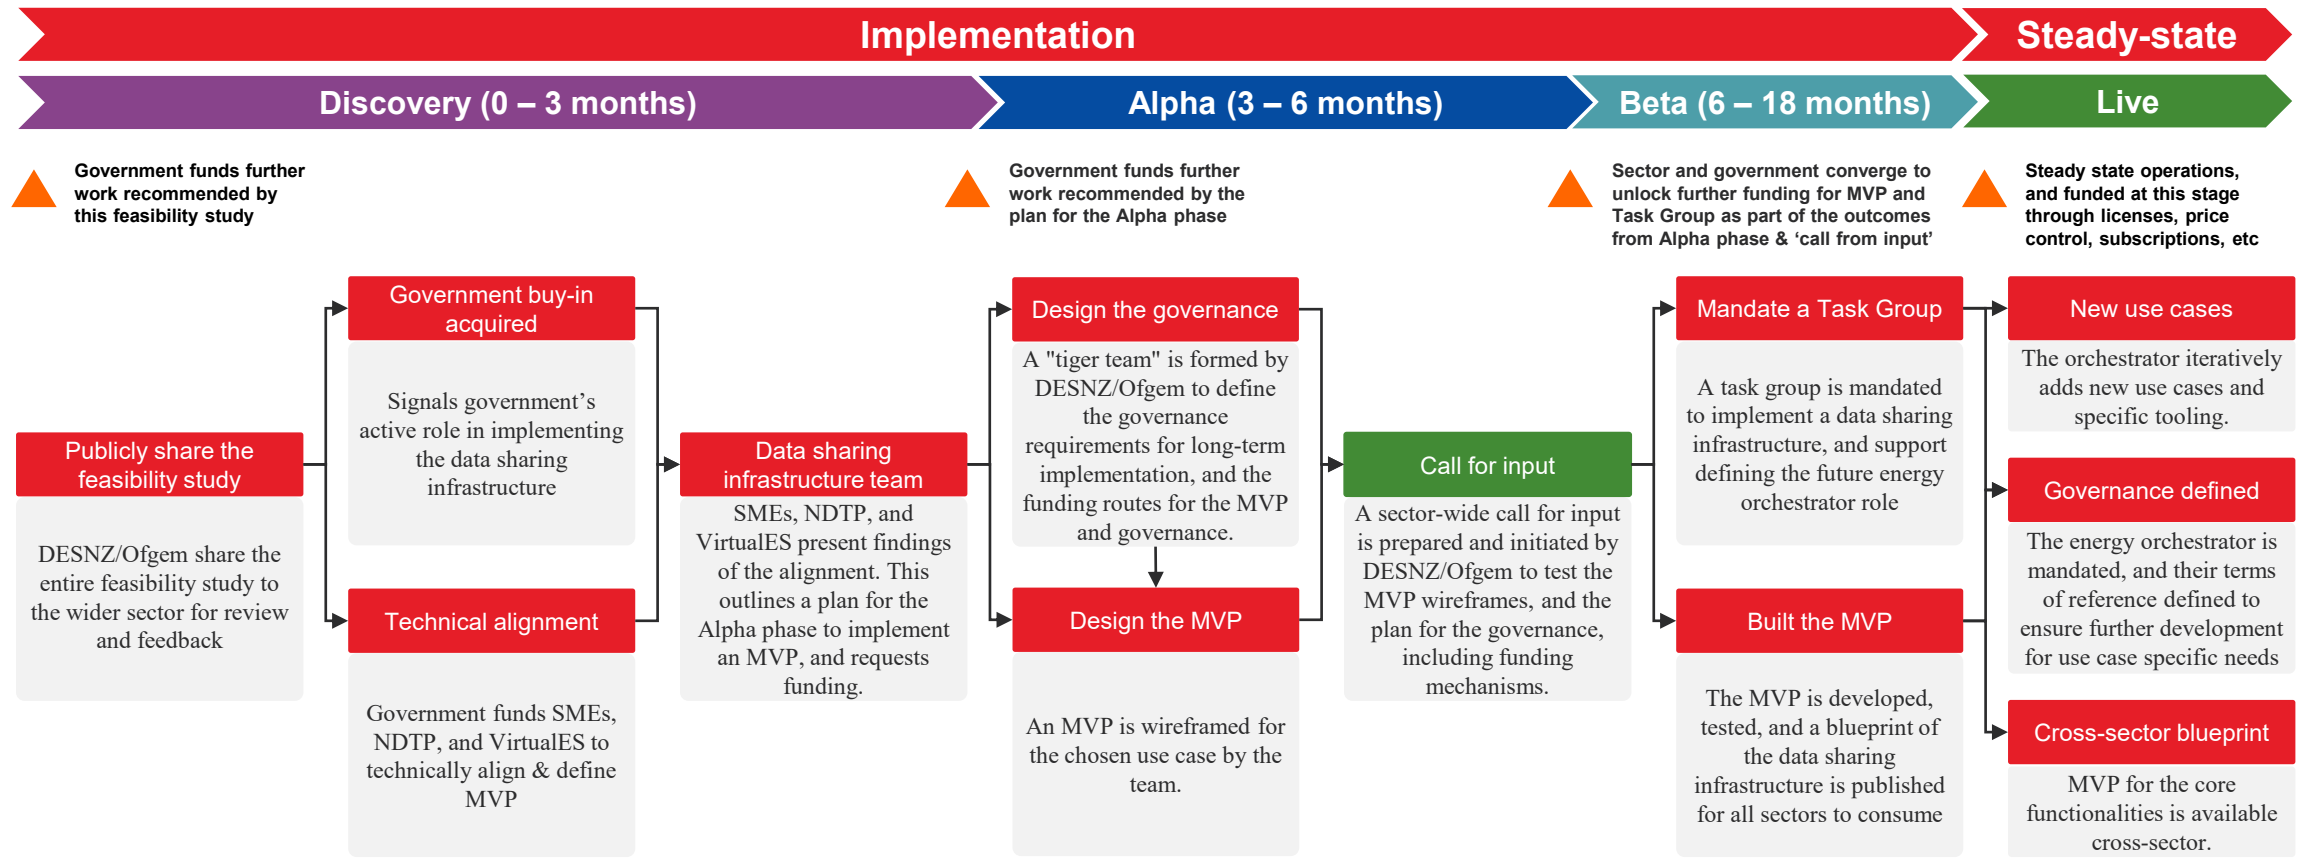 Implementation
Steady-state
Discovery (0 – 3 months)
Alpha (3 – 6 months)
Beta (6 – 18 months)
Live
Government funds further
work recommended by
this feasibility study
Government funds further
work recommended by the
plan for the Alpha phase
Sector and government converge to
unlock further funding for MVP and
Task Group as part of the outcomes
from Alpha phase & ‘call from input’
Steady state operations,
and funded at this stage
through licenses, price
control, subscriptions, etc
Publicly share the
feasibility study
DESNZ/Ofgem share the
entire feasibility study to
the wider sector for review
and feedback
Government buy-in
acquired
Signals government’s
active role in implementing
the data sharing
infrastructure
Technical alignment
Government funds SMEs,
NDTP, and VirtualES to
technically align & define
MVP
Data sharing
infrastructure team
SMEs, NDTP, and
VirtualES present findings
of the alignment. This
outlines a plan for the
Alpha phase to implement
an MVP, and requests
funding.
Design the governance
A "tiger team" is formed by
DESNZ/Ofgem to define
the governance
requirements for long-term
implementation, and the
funding routes for the MVP
and governance.
Design the MVP
An MVP is wireframed for
the chosen use case by the
team.
Call for input
A sector-wide call for input
is prepared and initiated by
DESNZ/Ofgem to test the
MVP wireframes, and the
plan for the governance,
including funding
mechanisms.
Mandate a Task Group
A task group is mandated
to implement a data sharing
infrastructure, and support
defining the future energy
orchestrator role
Built the MVP
The MVP is developed,
tested, and a blueprint of
the data sharing
infrastructure is published
for all sectors to consume
New use cases
The orchestrator iteratively
adds new use cases and
specific tooling.
Governance defined
The energy orchestrator is
mandated, and their terms
of reference defined to
ensure further development
for use case specific needs
Cross-sector blueprint
MVP for the core
functionalities is available
cross-sector.